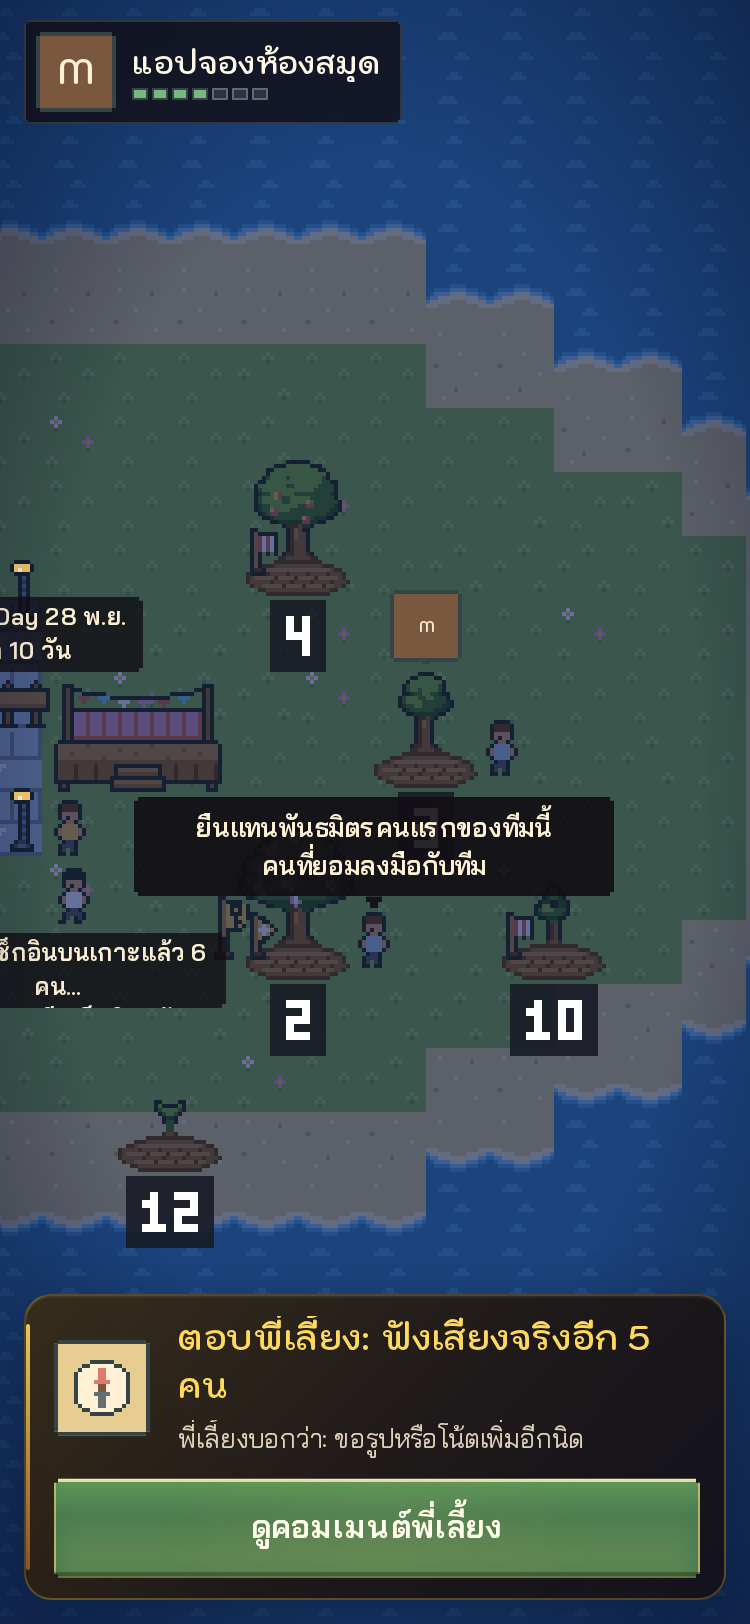 ຕ
แอปจองห้องสมุด
4
Day 28 พ.ย.
10 วัน
ຕ
ยืนแทนพันธมิตรคนแรกของทีมนี้
คนที่ยอมลงมือกับทีม
ช็กอินบนเกาะแล้ว 6
คน...
2
10
12
ตอบพี่เลี้ยง: ฟังเสียงจริงอีก 5
คน
พี่เลี้ยงบอกว่า: ขอรูปหรือโน้ตเพิ่มอีกนิด
ดูคอมเมนต์พี่เลี้ยง